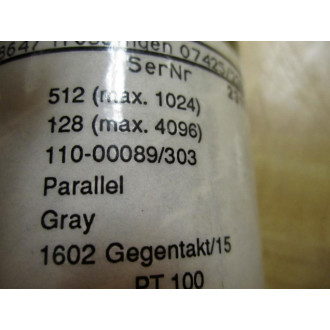 SerNr
512 (max. 1024)
128 (max. 4096)
110-00089/303
Parallel
Gray
1602 Gegentakt/15
PT 100